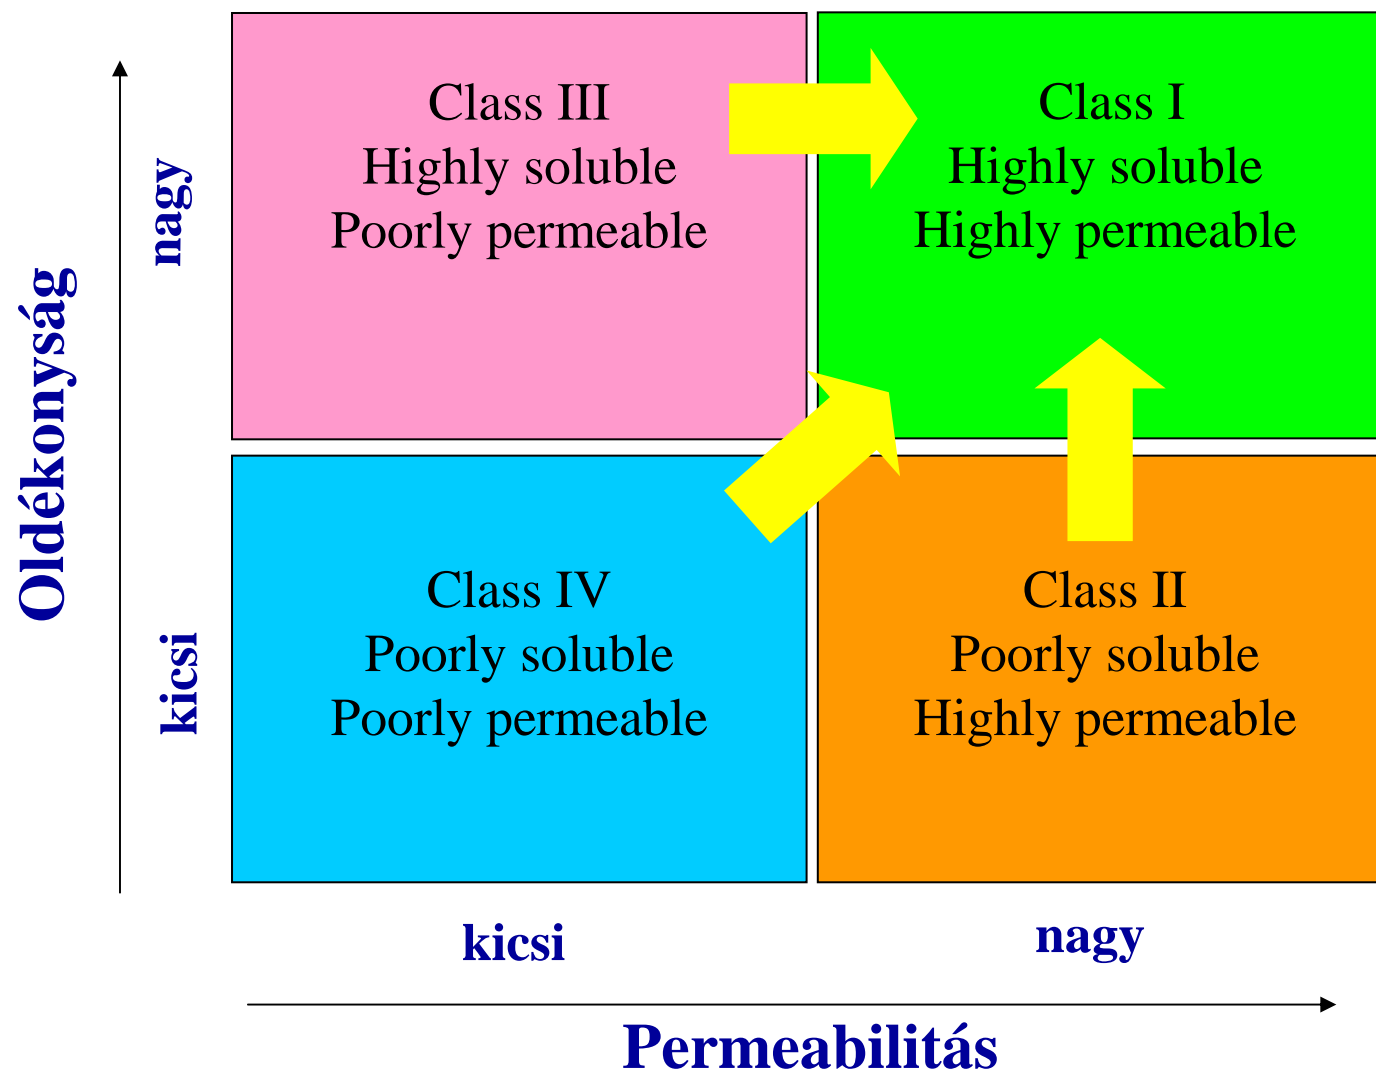 Class III
Highly soluble
Poorly permeable
Class I
Highly soluble
Highly permeable
nagy
Oldékonyság
Class IV
Poorly soluble
Poorly permeable
Class II
Poorly soluble
Highly permeable
kicsi
kicsi
nagy
Permeabilitás